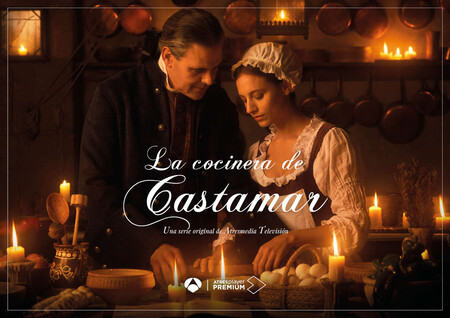 La cocinera de
Castamar
Una serie original de Atresmedia Televisión
ATRESplayer
PREMIUM